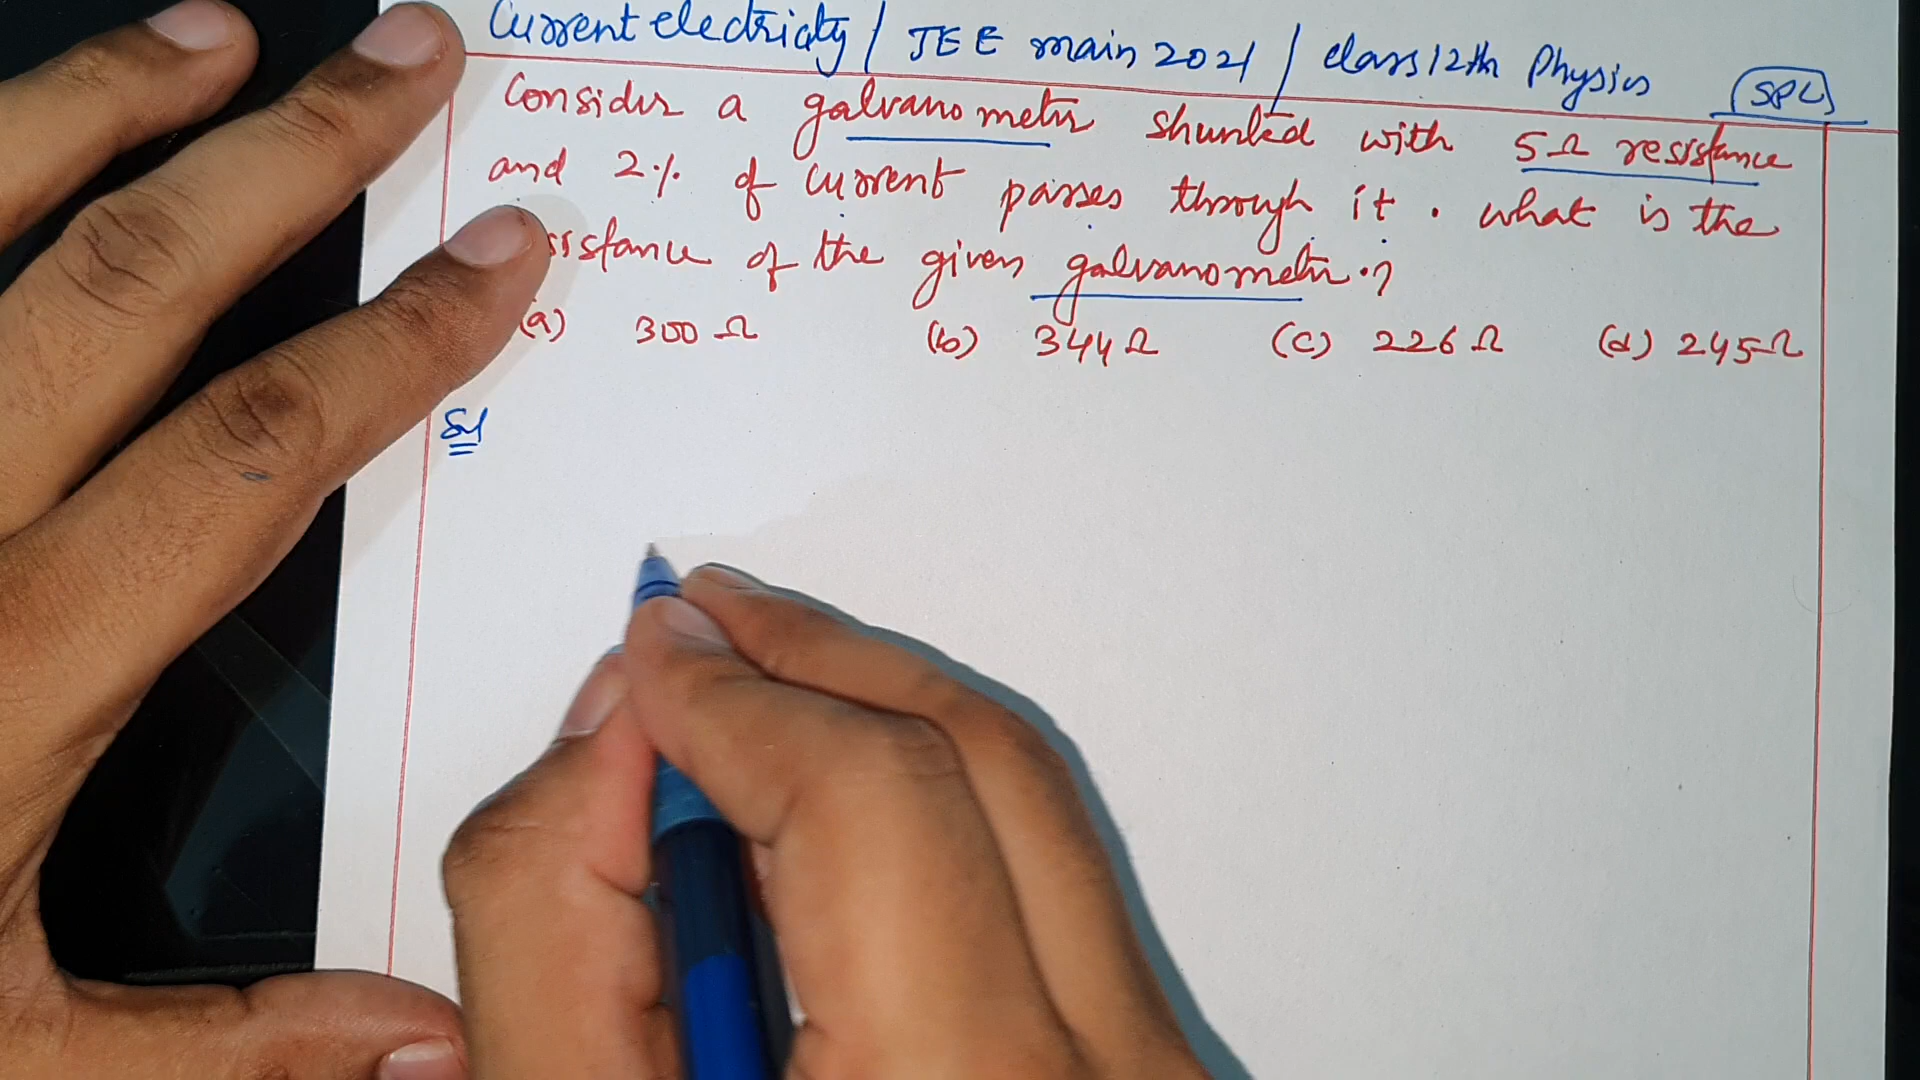 Current electricity / JEE main 2021 / class 12th Physics SPL
Consider a galvanometer shunted with 5Ω resistance
and 2% of current passes through it. what is the
sistance of the given galvanometer.?
(a) 300 Ω (b) 344 Ω (c) 226 Ω (d) 245 Ω
Sol